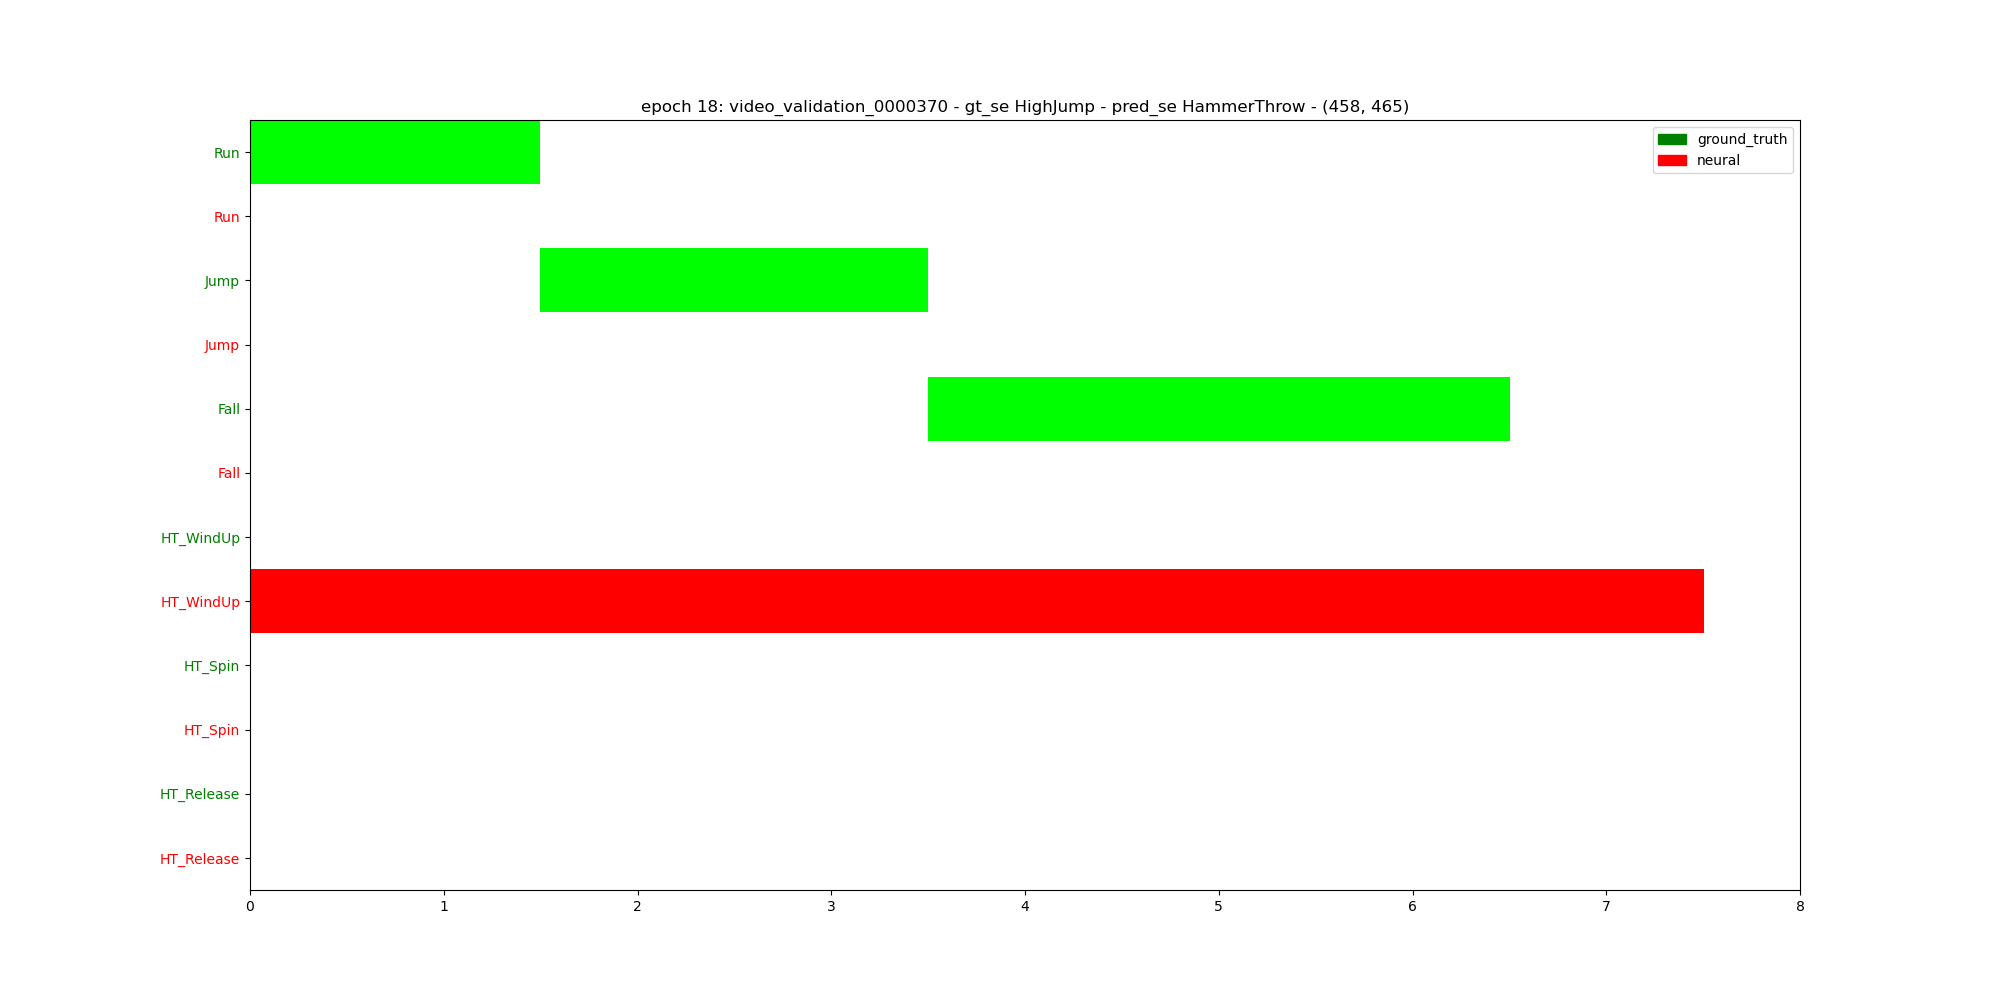 epoch 18: video_validation_0000370 - gt_se HighJump - pred_se HammerThrow - (458, 465)
ground_truth
neural
Run
Run
Jump
Jump
Fall
Fall
HT_WindUp
HT_WindUp
HT_Spin
HT_Spin
HT_Release
HT_Release
0 1 2 3 4 5 6 7 8